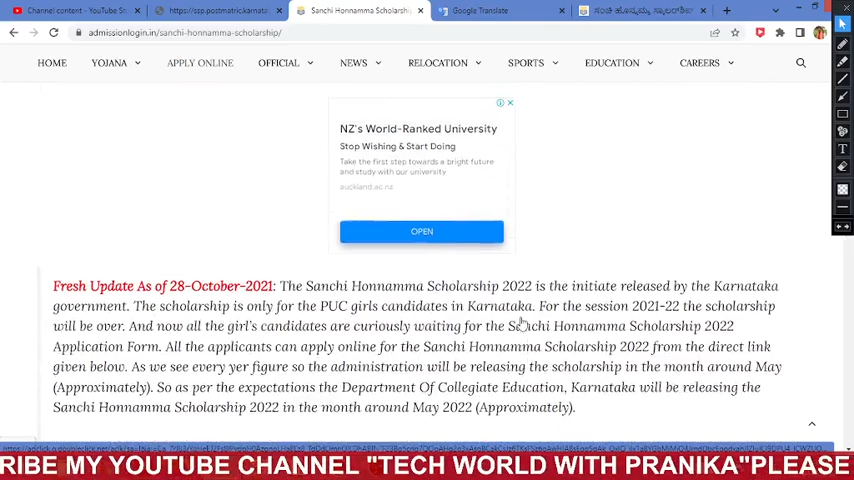 Channel content - YouTube St
https://ssp.postmatric.karnata
Sanchi Honnamma Scholarship
Google Translate
ಸಂಚಿ ಹೊನ್ನಮ್ಮ
admissionlogin.in/sanchi-honnamma-scholarship/
HOME YOJANA APPLY ONLINE OFFICIAL NEWS RELOCATION SPORTS EDUCATION CAREERS
NZ's World-Ranked University
Stop Wishing & Start Doing
Take the first step towards a bright future
and study with our university
auckland.ac.nz
OPEN
Fresh Update As of 28-October-2021: The Sanchi Honnamma Scholarship 2022 is the initiate released by the Karnataka
government. The scholarship is only for the PUC girls candidates in Karnataka. For the session 2021-22 the scholarship
will be over. And now all the girl's candidates are curiously waiting for the Sanchi Honnamma Scholarship 2022
Application Form. All the applicants can apply online for the Sanchi Honnamma Scholarship 2022 from the direct link
given below. As we see every yer figure so the administration will be releasing the scholarship in the month around May
(Approximately). So as per the expectations the Department Of Collegiate Education, Karnataka will be releasing the
Sanchi Honnamma Scholarship 2022 in the month around May 2022 (Approximately).
RIBE MY YOUTUBE CHANNEL "TECH WORLD WITH PRANIKA"PLEASE